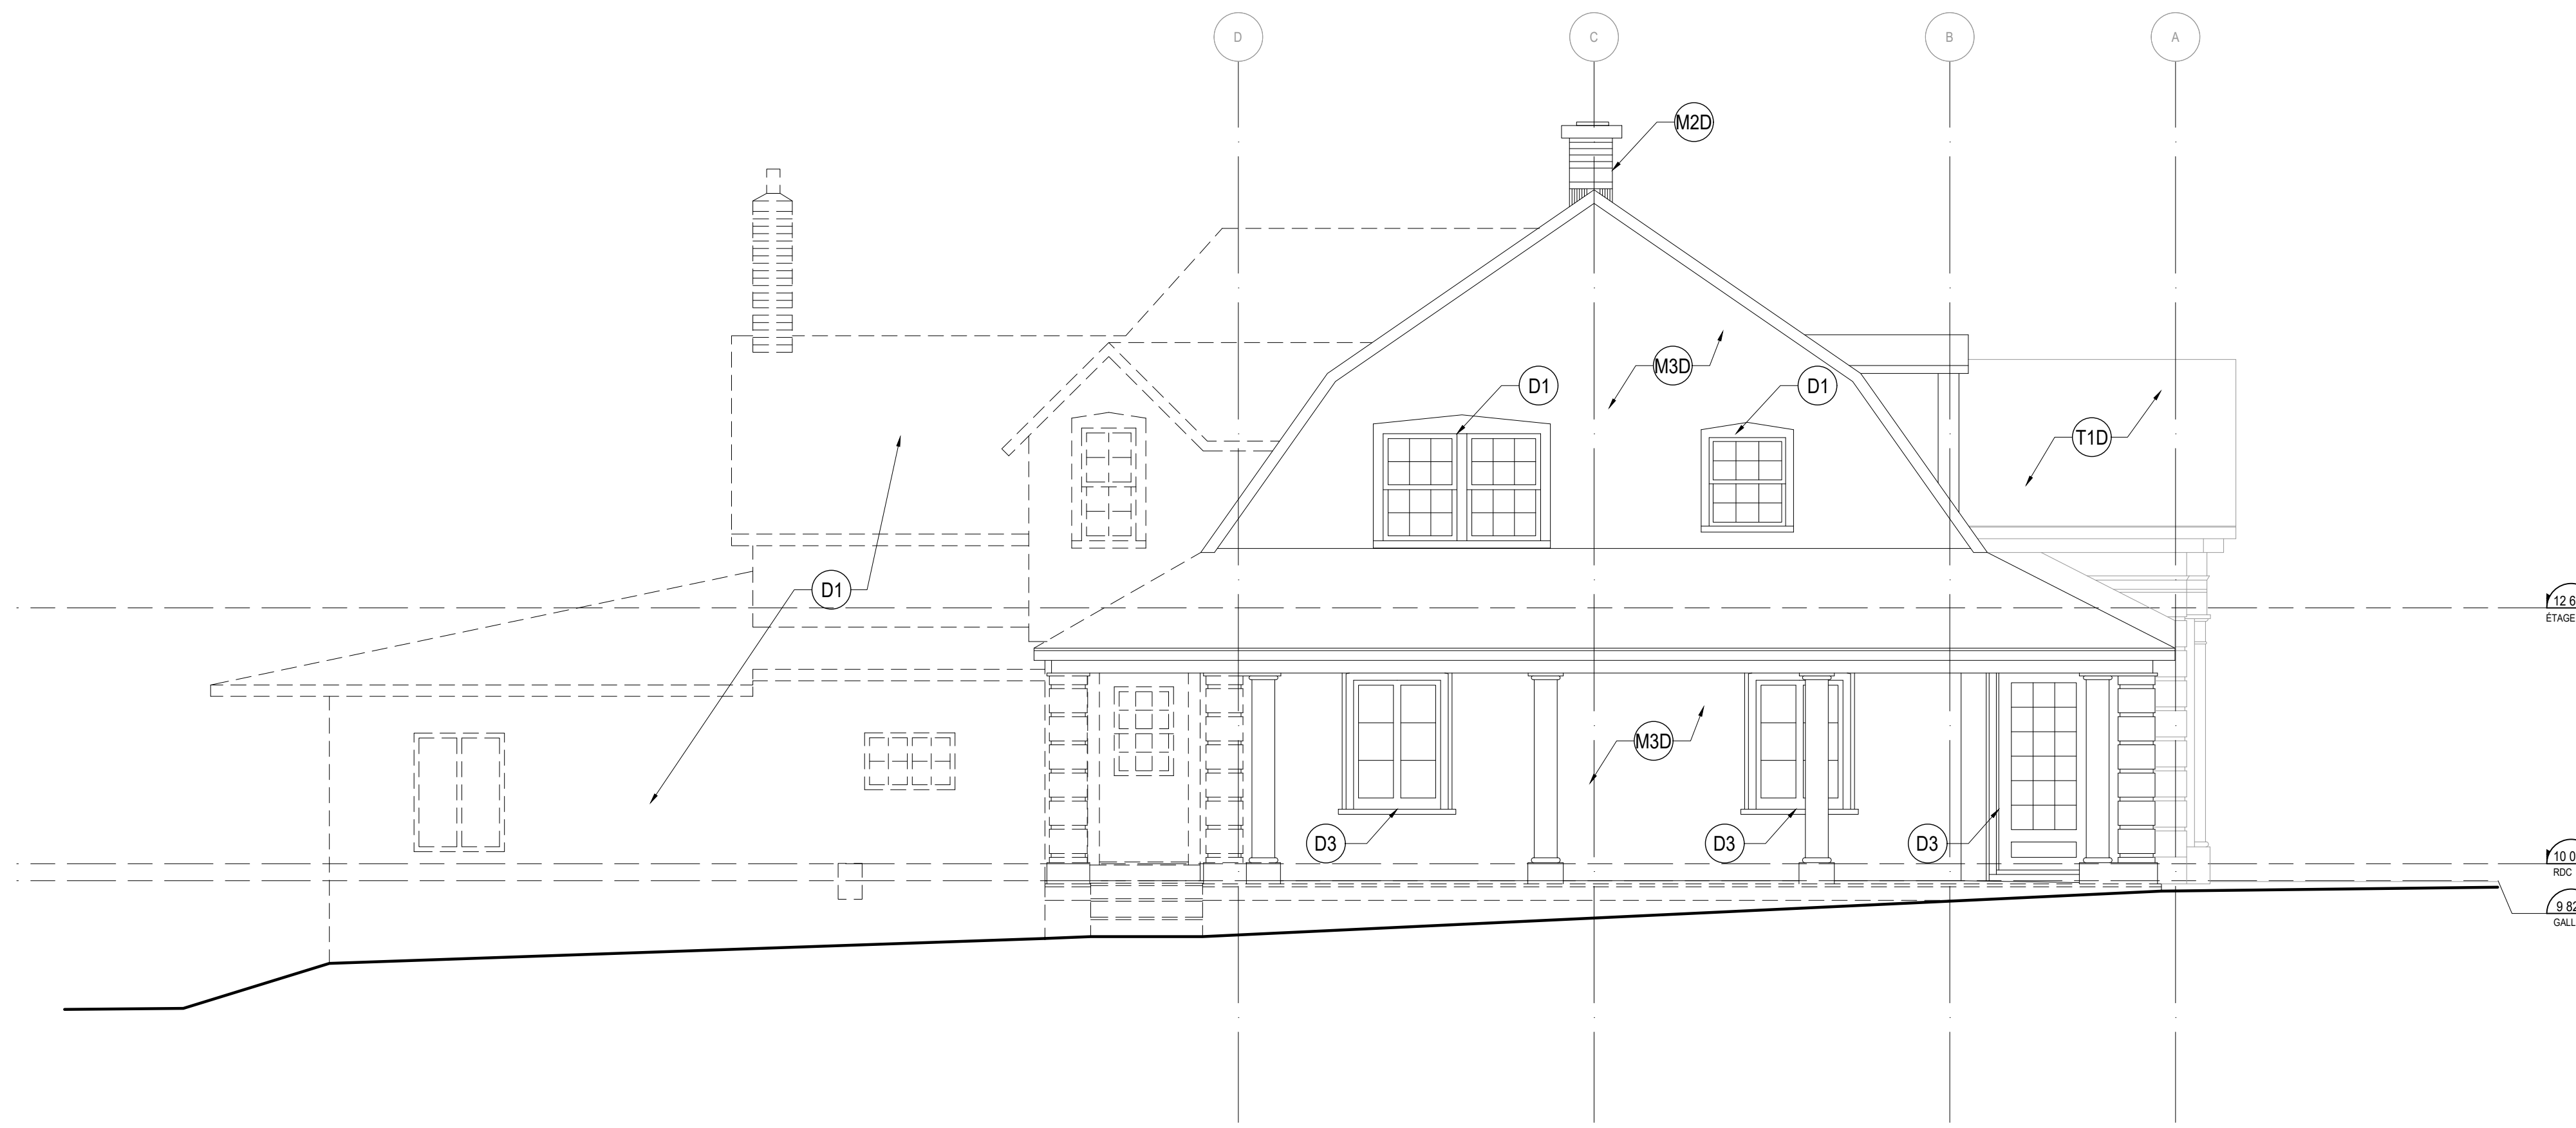 D C B A
M2D
M3D
D1 D1
T1D
D1
12 6
ÉTAGE
M3D
D3 D3 D3
10 0
RDC
9 82
GALL